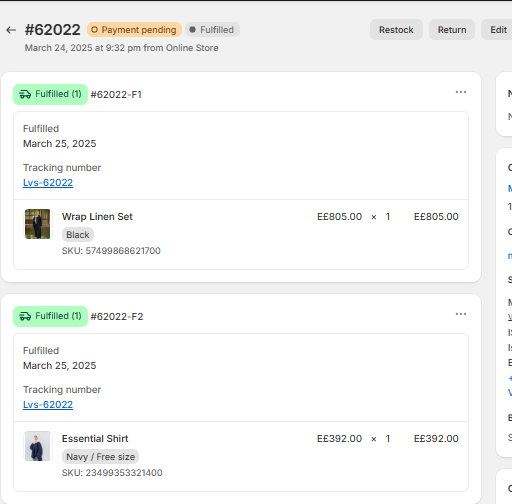 #62022 Payment pending Fulfilled
Restock Return Edit
March 24, 2025 at 9:32 pm from Online Store
Fulfilled (1) #62022-F1 ...
Fulfilled
March 25, 2025
Tracking number
Lvs-62022
Wrap Linen Set E£805.00 × 1 E£805.00
Black
SKU: 57499868621700
Fulfilled (1) #62022-F2 ...
Fulfilled
March 25, 2025
Tracking number
Lvs-62022
Essential Shirt E£392.00 × 1 E£392.00
Navy / Free size
SKU: 23499353321400